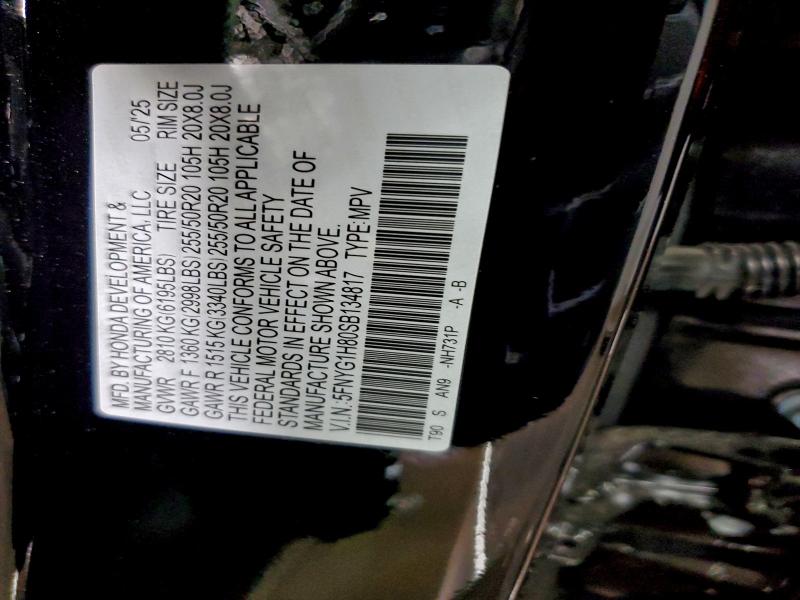 MFD. BY HONDA DEVELOPMENT &
MANUFACTURING OF AMERICA, LLC 05/'25
GVWR 2810 KG(6195LBS) TIRE SIZE RIM SIZE
GAWR F 1360 KG(2998LBS) 255/50R20 105H 20X8.0J
GAWR R 1515 KG(3340LBS) 255/50R20 105H 20X8.0J
THIS VEHICLE CONFORMS TO ALL APPLICABLE
FEDERAL MOTOR VEHICLE SAFETY
STANDARDS IN EFFECT ON THE DATE OF
MANUFACTURE SHOWN ABOVE.
V.I.N.:5FNYG1H80SB134817 TYPE:MPV
T90 S AN9 -NH731P -A -B